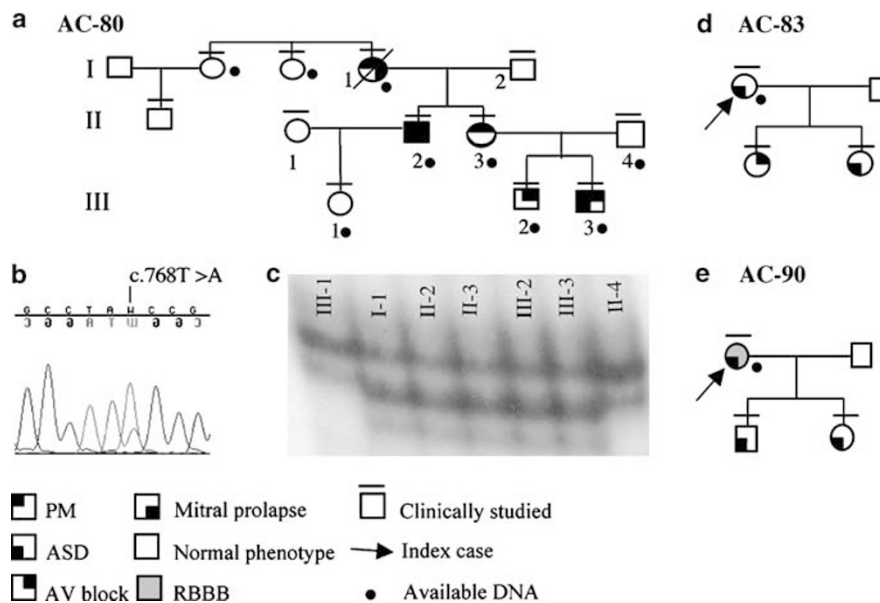 a AC-80
I
1
2
II
1
2
3
4
III
1
2
3
b
c.768T >A
G C C T A W C C G
c
III-1
I-1
II-2
II-3
III-2
III-3
II-4
d AC-83
e AC-90
PM
Mitral prolapse
Clinically studied
ASD
Normal phenotype
Index case
AV block
RBBB
Available DNA